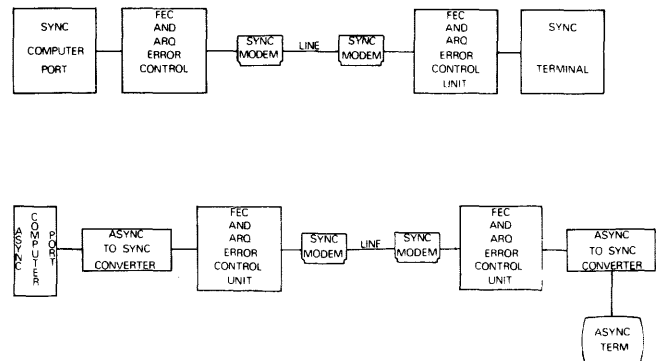 SYNC
COMPUTER
PORT
FEC
AND
ARQ
ERROR
CONTROL
SYNC
MODEM
LINE
SYNC
MODEM
FEC
AND
ARQ
ERROR
CONTROL
UNIT
SYNC
TERMINAL
ASYNC
COMPUTER
PORT
ASYNC
TO SYNC
CONVERTER
FEC
AND
ARQ
ERROR
CONTROL
UNIT
SYNC
MODEM
LINE
SYNC
MODEM
FEC
AND
ARQ
ERROR
CONTROL
UNIT
ASYNC
TO SYNC
CONVERTER
ASYNC
TERM